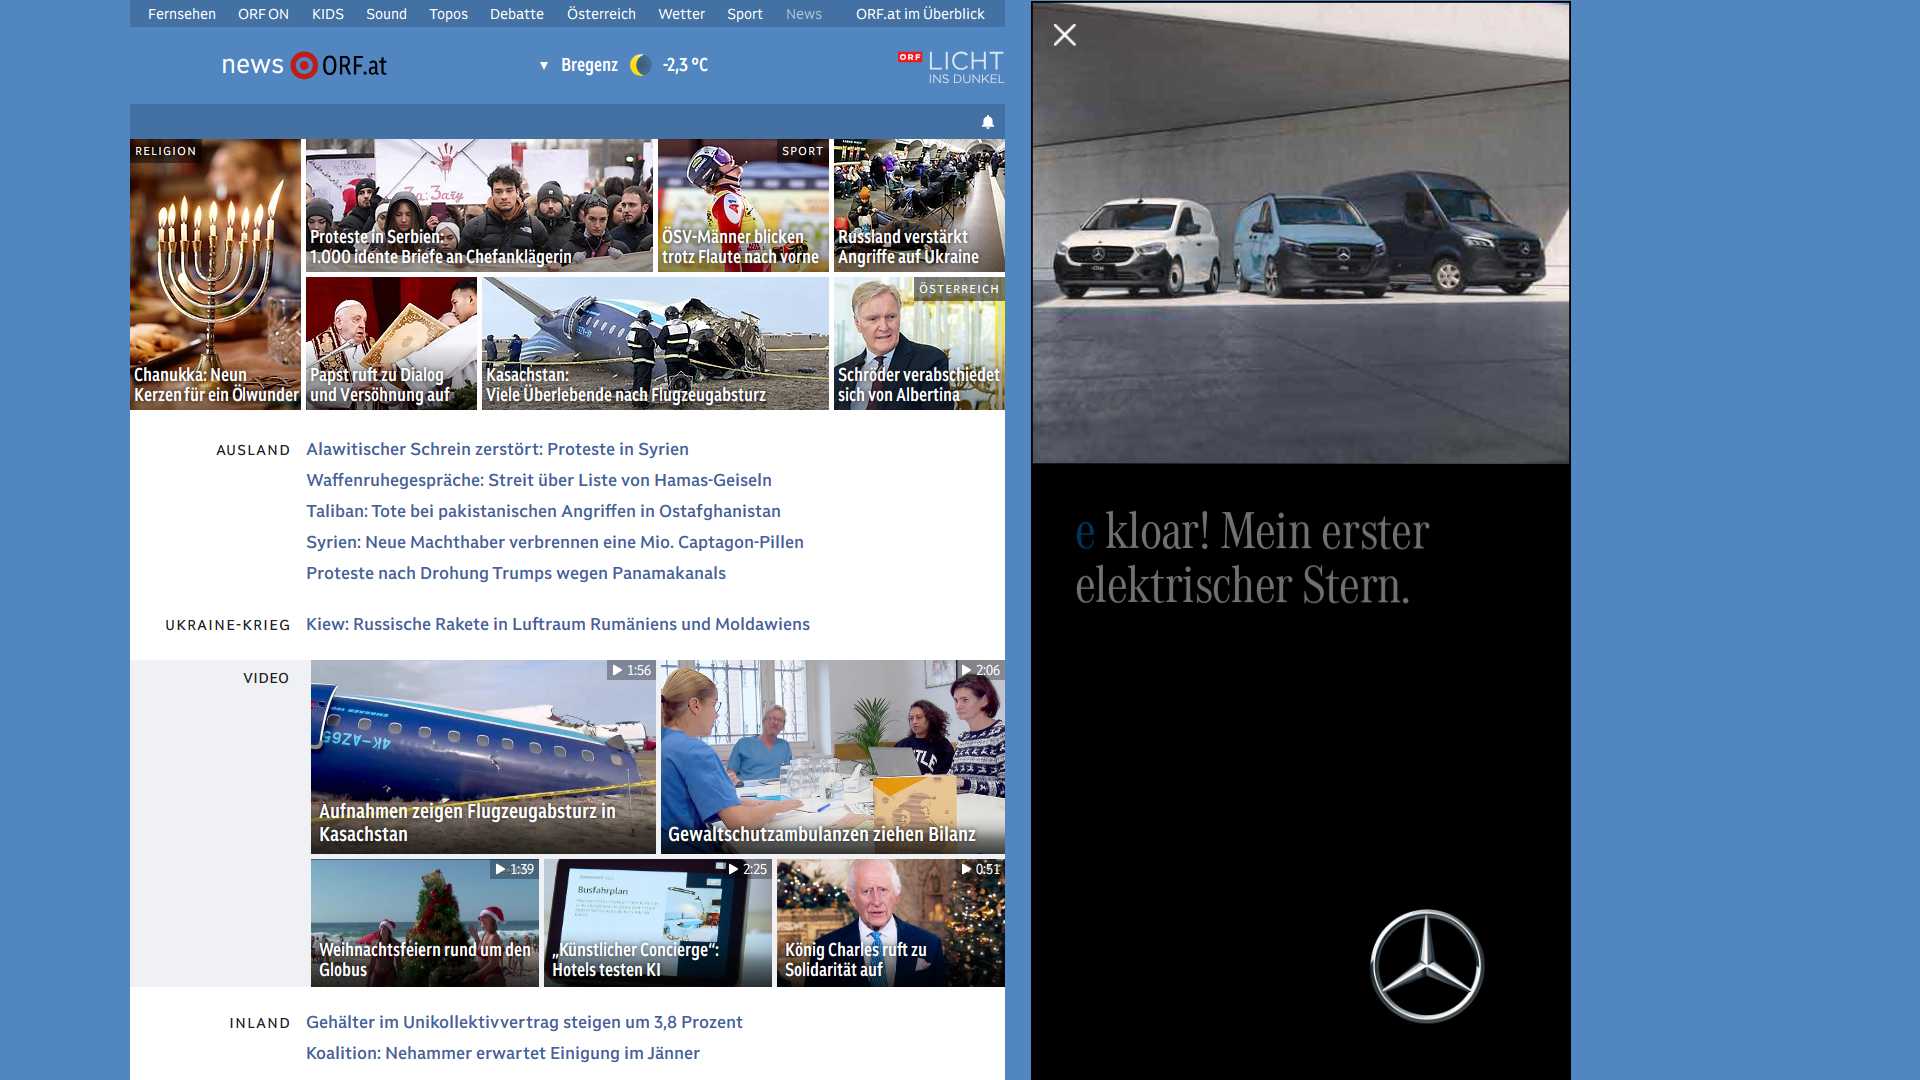 Fernsehen ORF ON KIDS Sound Topos Debatte Österreich Wetter Sport News ORF.at im Überblick
news ORF.at
▼ Bregenz -2,3 °C
ORF LICHT
INS DUNKEL
RELIGION
Chanukka: Neun
Kerzen für ein Ölwunder
Proteste in Serbien:
1.000 idente Briefe an Chefanklägerin
SPORT
ÖSV-Männer blicken
trotz Flaute nach vorne
Russland verstärkt
Angriffe auf Ukraine
Papst ruft zu Dialog
und Versöhnung auf
Kasachstan:
Viele Überlebende nach Flugzeugabsturz
ÖSTERREICH
Schröder verabschiedet
sich von Albertina
AUSLAND
Alawitischer Schrein zerstört: Proteste in Syrien
Waffenruhegespräche: Streit über Liste von Hamas-Geiseln
Taliban: Tote bei pakistanischen Angriffen in Ostafghanistan
Syrien: Neue Machthaber verbrennen eine Mio. Captagon-Pillen
Proteste nach Drohung Trumps wegen Panamakanals
UKRAINE-KRIEG
Kiew: Russische Rakete in Luftraum Rumäniens und Moldawiens
VIDEO
1:56
4K-AZ65
Aufnahmen zeigen Flugzeugabsturz in
Kasachstan
2:06
Gewaltschutzambulanzen ziehen Bilanz
1:39
Weihnachtsfeiern rund um den
Globus
2:25
Busfahrplan
„Künstlicher Concierge“:
Hotels testen KI
0:51
König Charles ruft zu
Solidarität auf
INLAND
Gehälter im Unikollektivvertrag steigen um 3,8 Prozent
Koalition: Nehammer erwartet Einigung im Jänner
e kloar! Mein erster
elektrischer Stern.